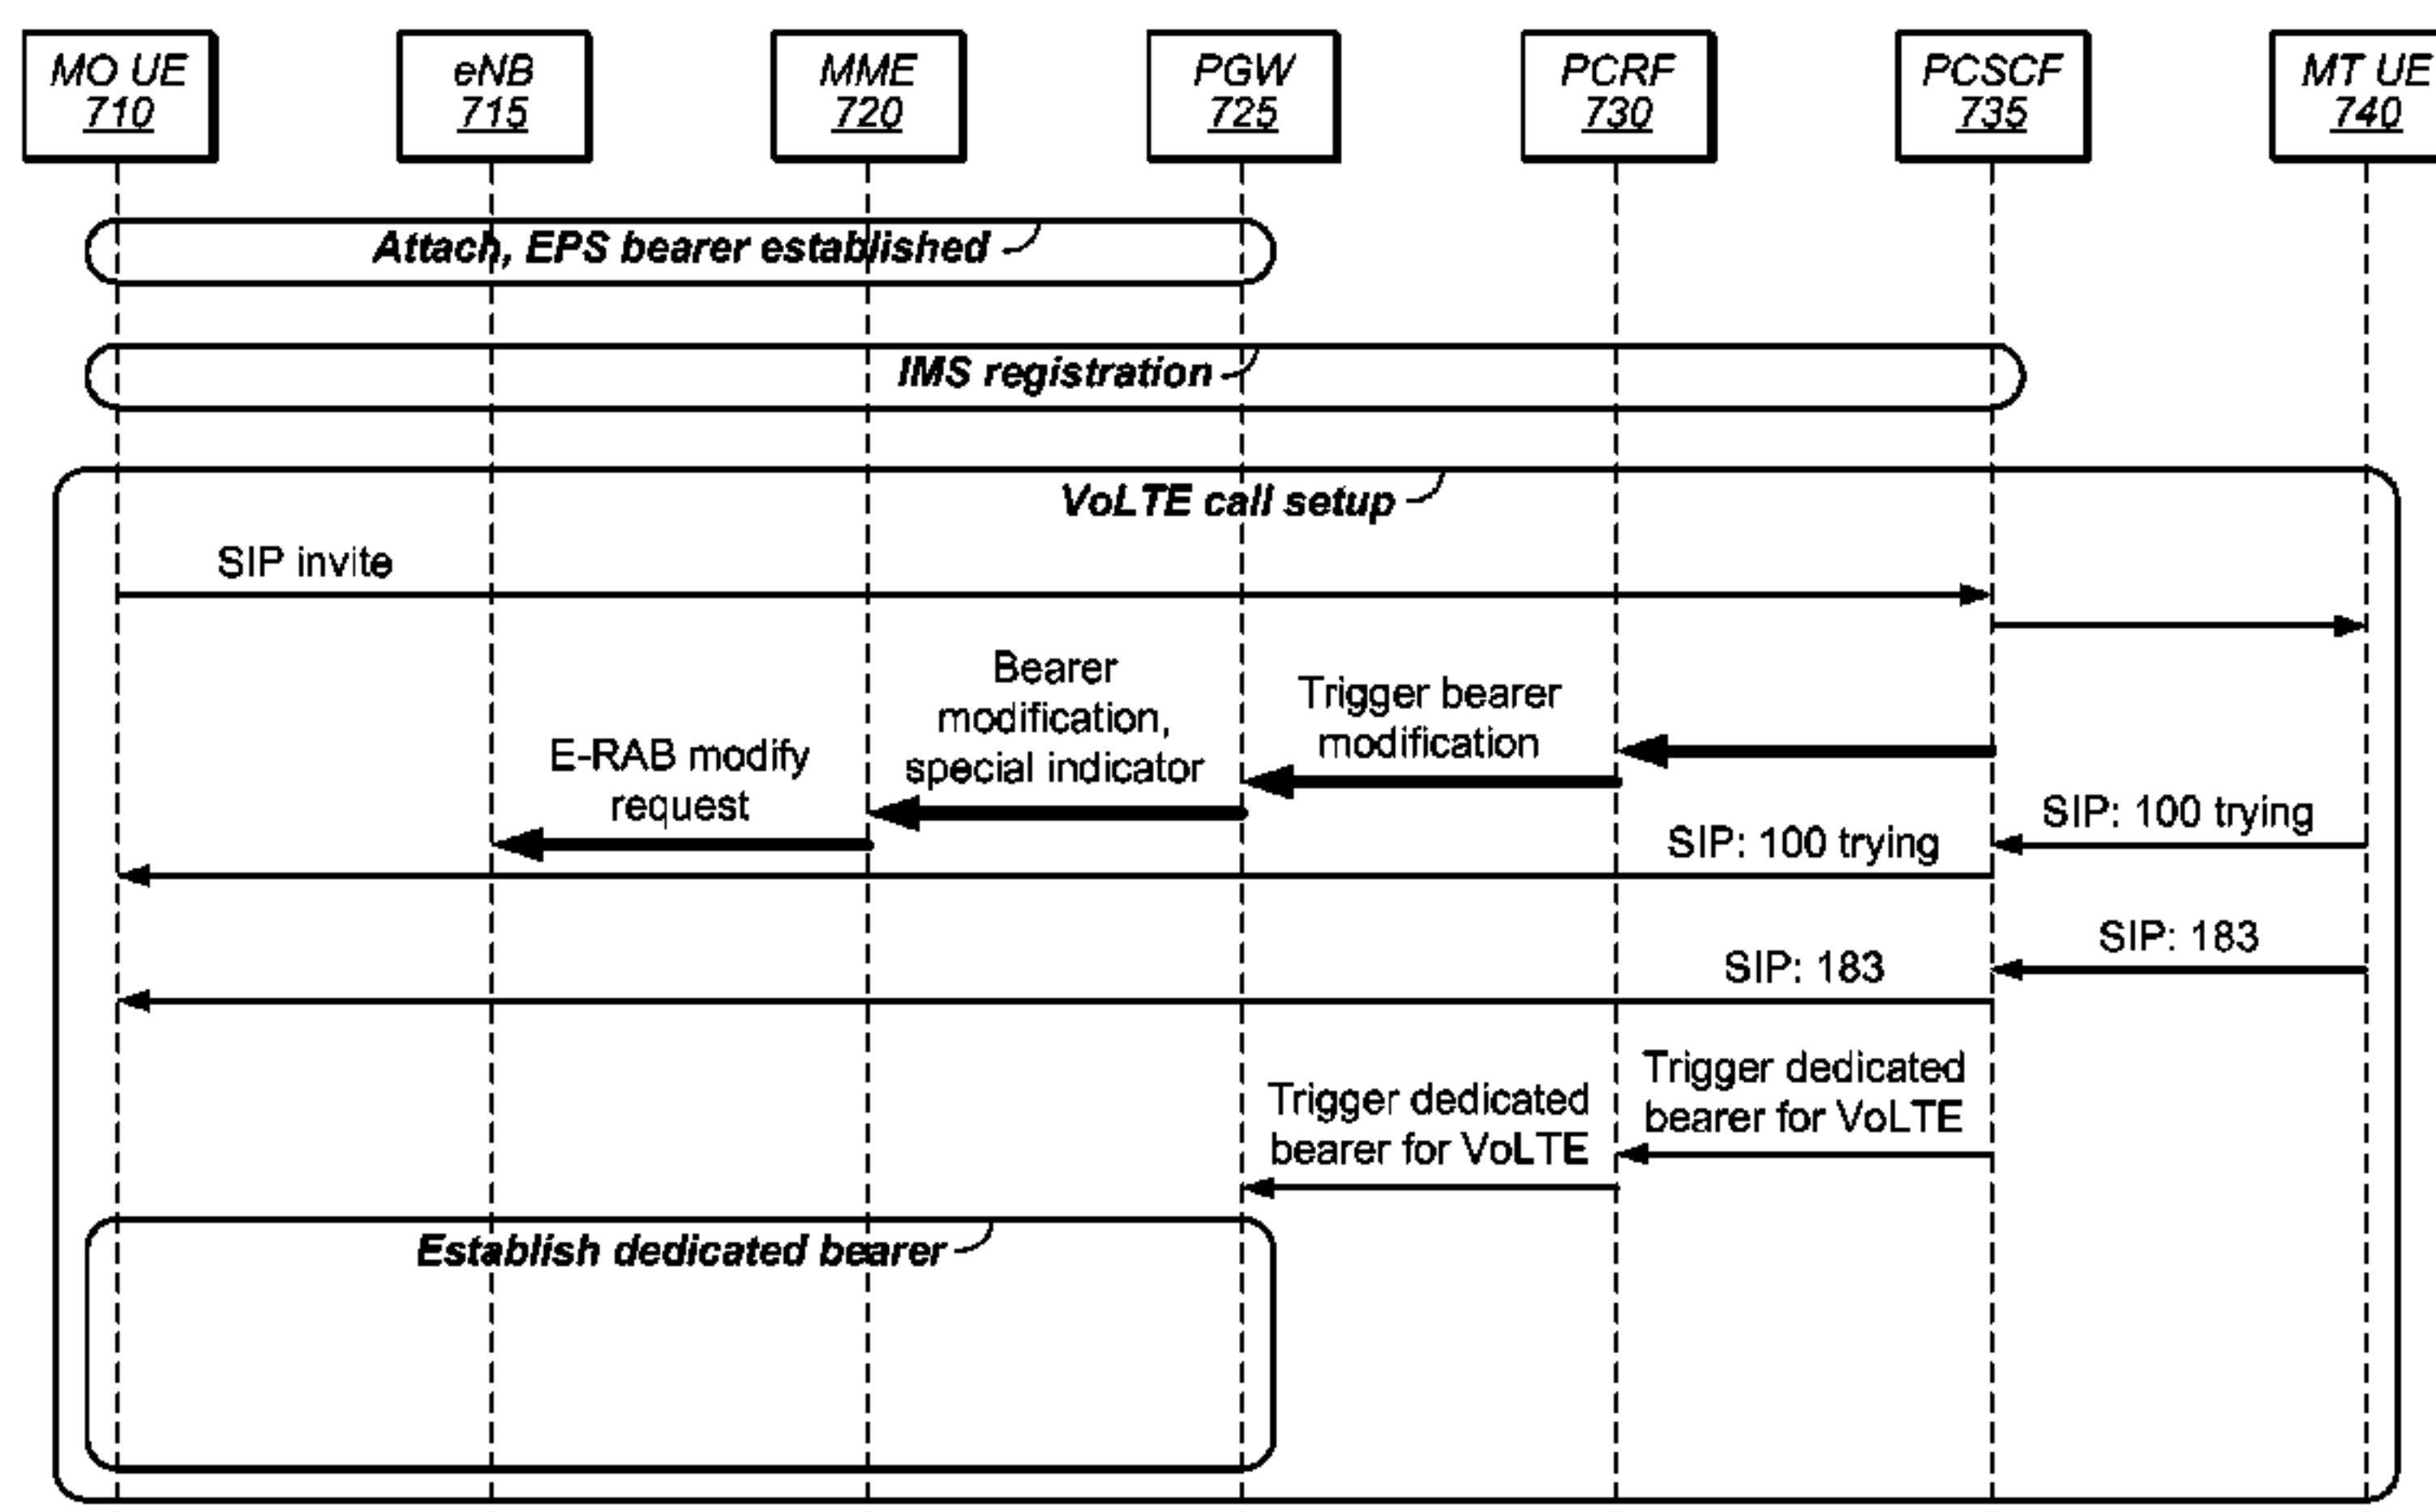 MO UE
710
eNB
715
MME
720
PGW
725
PCRF
730
PCSCF
735
MT UE
740
Attach, EPS bearer established
IMS registration
VoLTE call setup
SIP invite
Bearer
modification,
special indicator
Trigger bearer
modification
E-RAB modify
request
SIP: 100 trying
SIP: 100 trying
SIP: 183
SIP: 183
Trigger dedicated
bearer for VoLTE
Trigger dedicated
bearer for VoLTE
Establish dedicated bearer